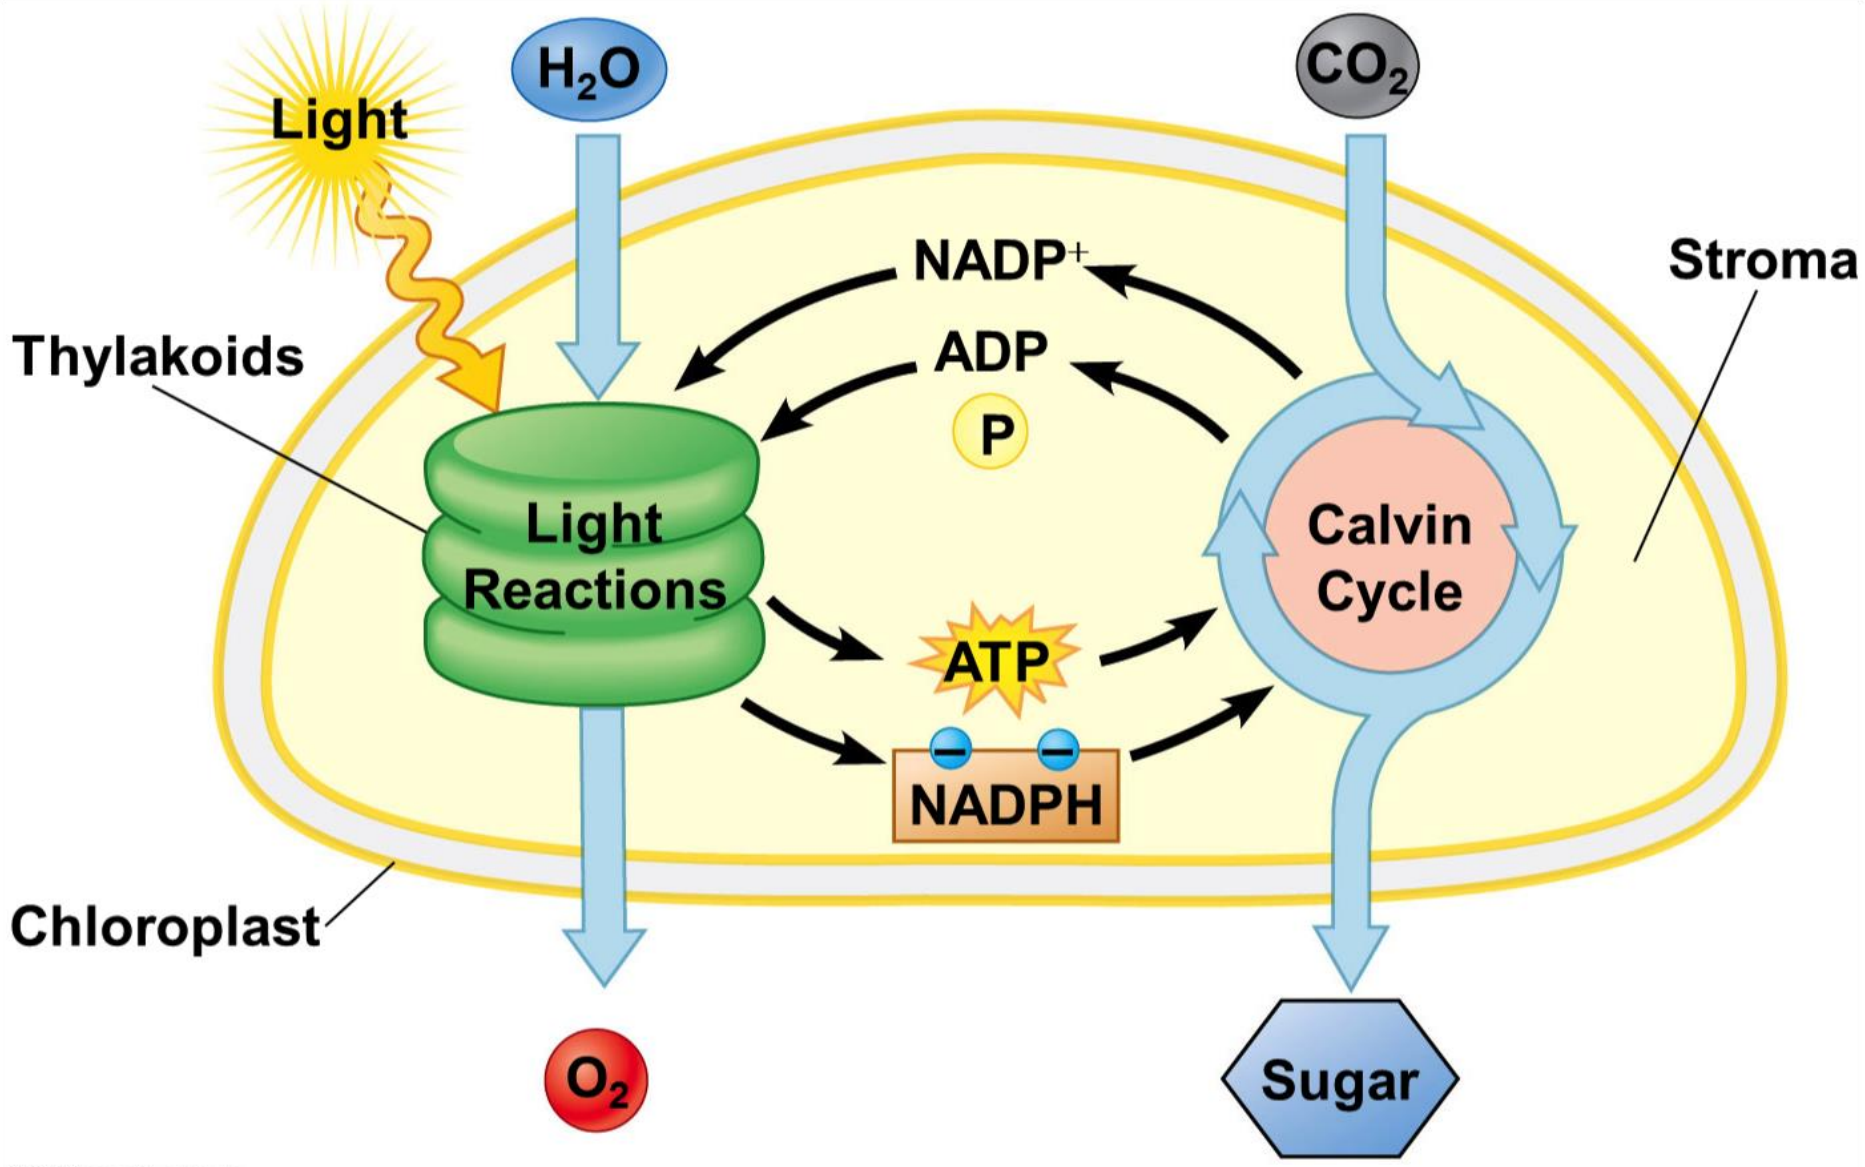 Light
H₂O
CO₂
NADP⁺
Stroma
Thylakoids
ADP
P
Light
Reactions
Calvin
Cycle
ATP
− −
NADPH
Chloroplast
O₂
Sugar